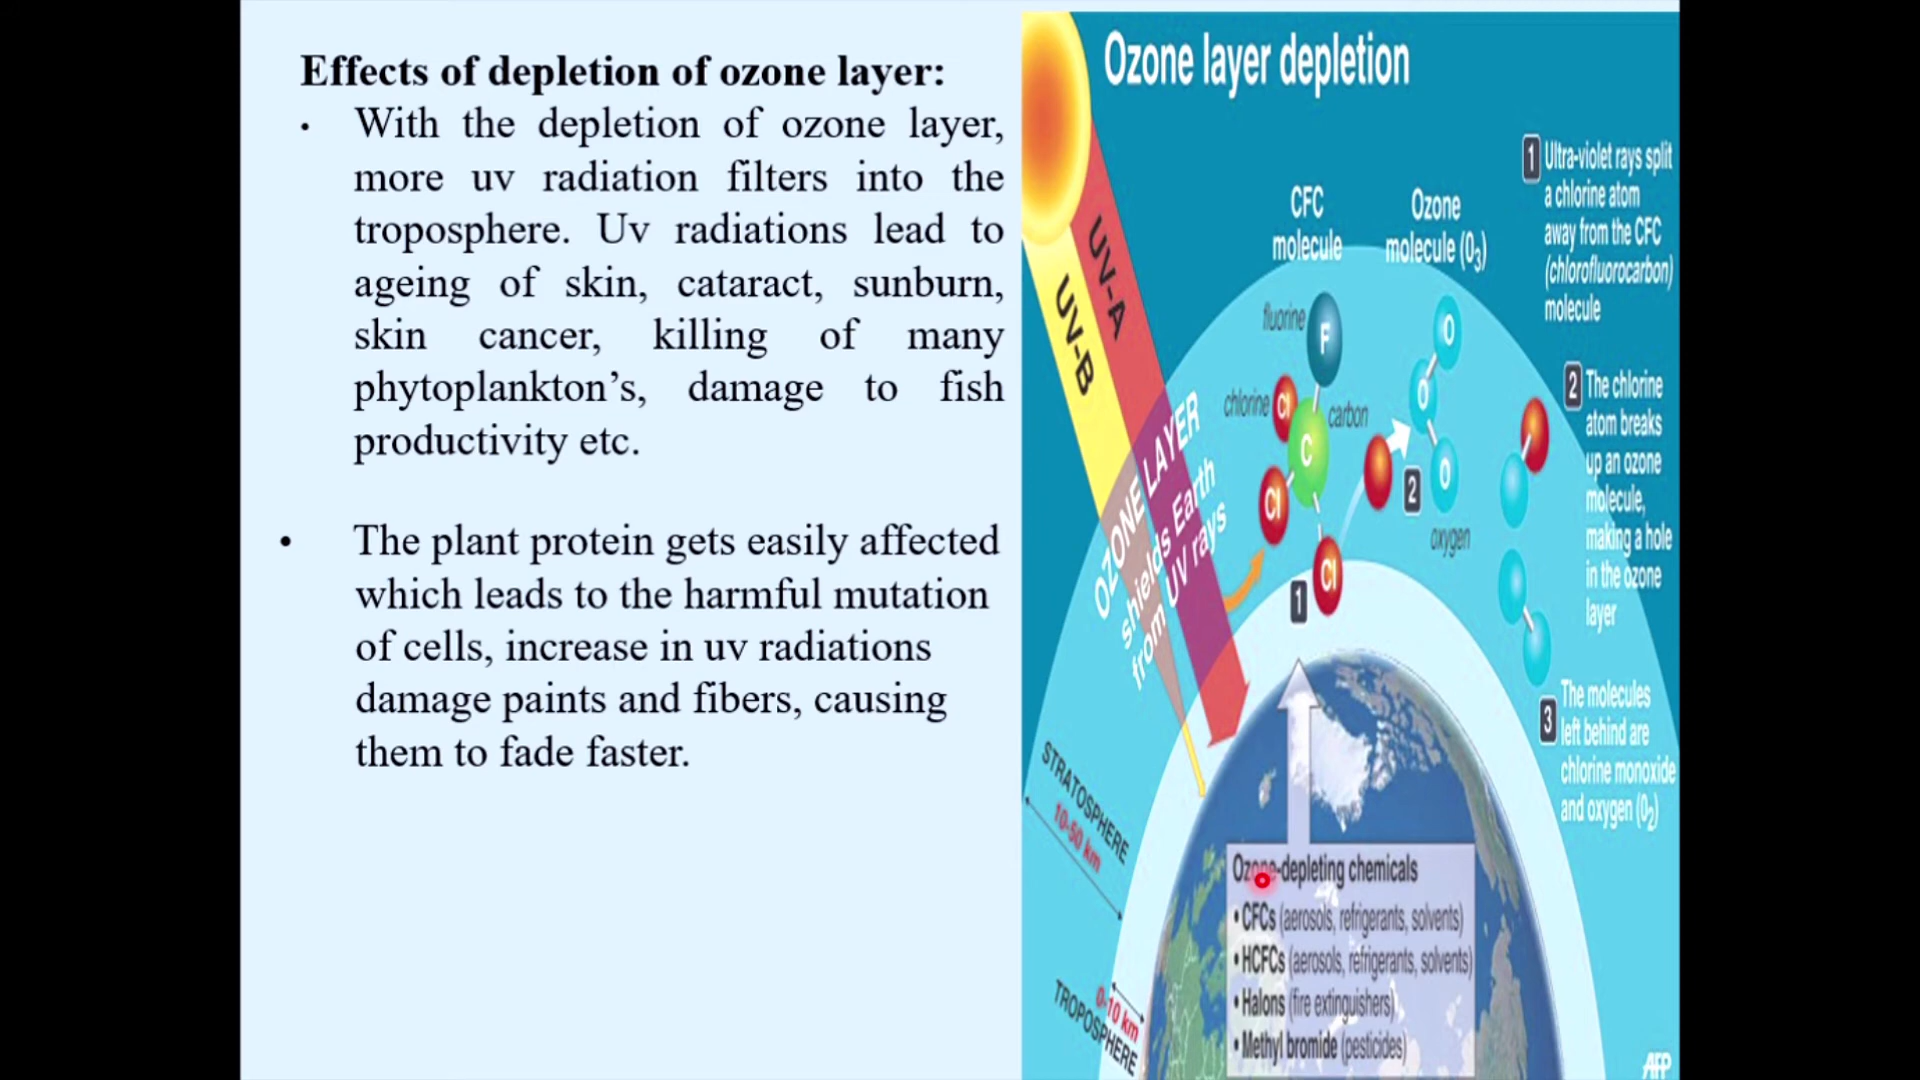 Effects of depletion of ozone layer:
• With the depletion of ozone layer,
more uv radiation filters into the
troposphere. Uv radiations lead to
ageing of skin, cataract, sunburn,
skin cancer, killing of many
phytoplankton’s, damage to fish
productivity etc.
• The plant protein gets easily affected
which leads to the harmful mutation
of cells, increase in uv radiations
damage paints and fibers, causing
them to fade faster.
Ozone layer depletion
UV-A
UV-B
OZONE LAYER
shields Earth
from UV rays
CFC
molecule
Ozone
molecule (O₃)
fluorine
F
chlorine
Cl
carbon
C
Cl
Cl
O
O
O
oxygen
1
2
1 Ultra-violet rays split
a chlorine atom
away from the CFC
(chlorofluorocarbon)
molecule
2 The chlorine
atom breaks
up an ozone
molecule,
making a hole
in the ozone
layer
3 The molecules
left behind are
chlorine monoxide
and oxygen (O₂)
STRATOSPHERE
10-50 km
0-10 km
TROPOSPHERE
Ozone-depleting chemicals
• CFCs (aerosols, refrigerants, solvents)
• HCFCs (aerosols, refrigerants, solvents)
• Halons (fire extinguishers)
• Methyl bromide (pesticides)
AFP